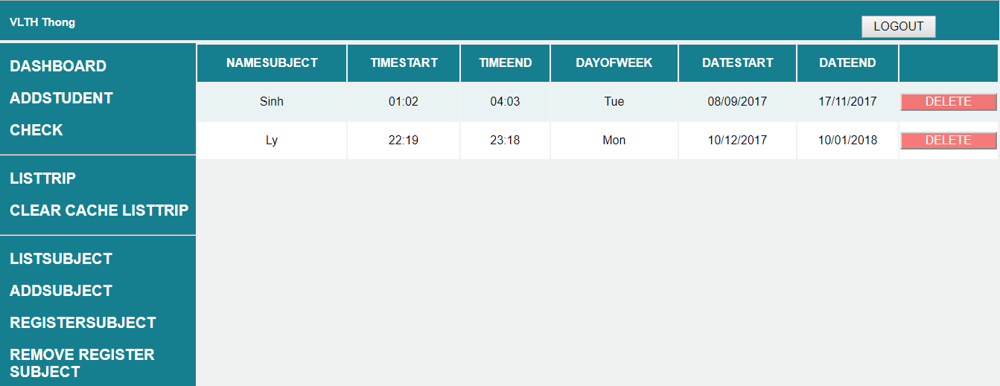 VLTH Thong
LOGOUT
DASHBOARD
ADDSTUDENT
CHECK
LISTTRIP
CLEAR CACHE LISTTRIP
LISTSUBJECT
ADDSUBJECT
REGISTERSUBJECT
REMOVE REGISTER
SUBJECT
NAMESUBJECT TIMESTART TIMEEND DAYOFWEEK DATESTART DATEEND
Sinh 01:02 04:03 Tue 08/09/2017 17/11/2017 DELETE
Ly 22:19 23:18 Mon 10/12/2017 10/01/2018 DELETE